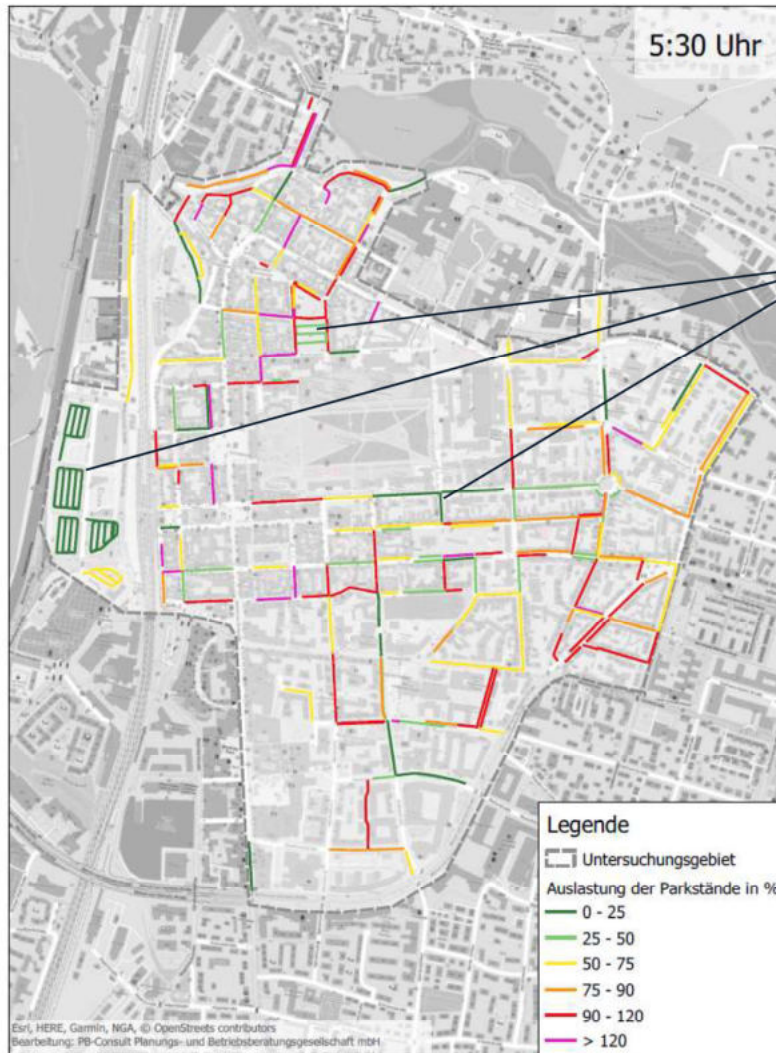 5:30 Uhr
Legende
Untersuchungsgebiet
Auslastung der Parkstände in %
0 - 25
25 - 50
50 - 75
75 - 90
90 - 120
> 120
Esri, HERE, Garmin, NGA, © OpenStreets contributors
Bearbeitung: PB-Consult Planungs- und Betriebsberatungsgesellschaft mbH